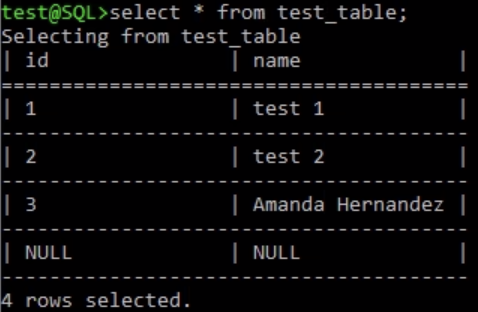 test@SQL>select * from test_table;
Selecting from test_table
| id | name |
========================================
| 1 | test 1 |
----------------------------------------
| 2 | test 2 |
----------------------------------------
| 3 | Amanda Hernandez |
----------------------------------------
| NULL | NULL |
----------------------------------------
4 rows selected.